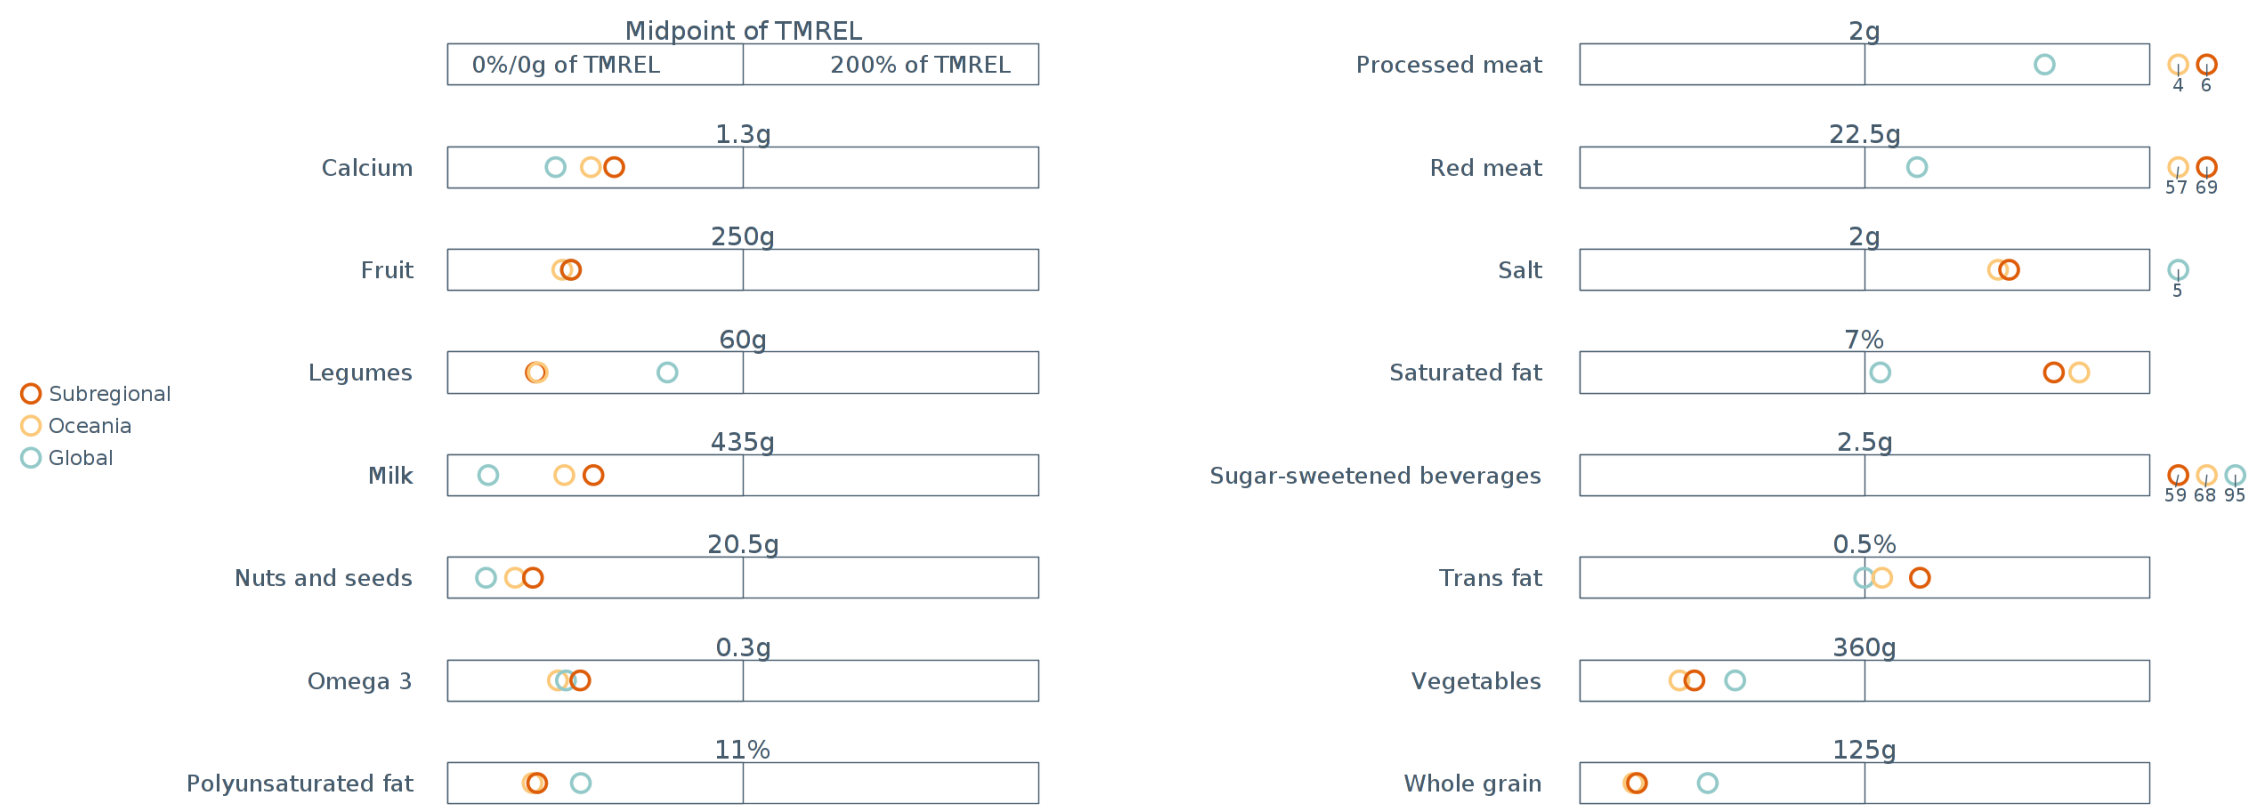 Midpoint of TMREL
0%/0g of TMREL
200% of TMREL
1.3g
Calcium
250g
Fruit
60g
Legumes
435g
Milk
20.5g
Nuts and seeds
0.3g
Omega 3
11%
Polyunsaturated fat
Subregional
Oceania
Global
2g
Processed meat
4 6
22.5g
Red meat
57 69
2g
Salt
5
7%
Saturated fat
2.5g
Sugar-sweetened beverages
59 68 95
0.5%
Trans fat
360g
Vegetables
125g
Whole grain